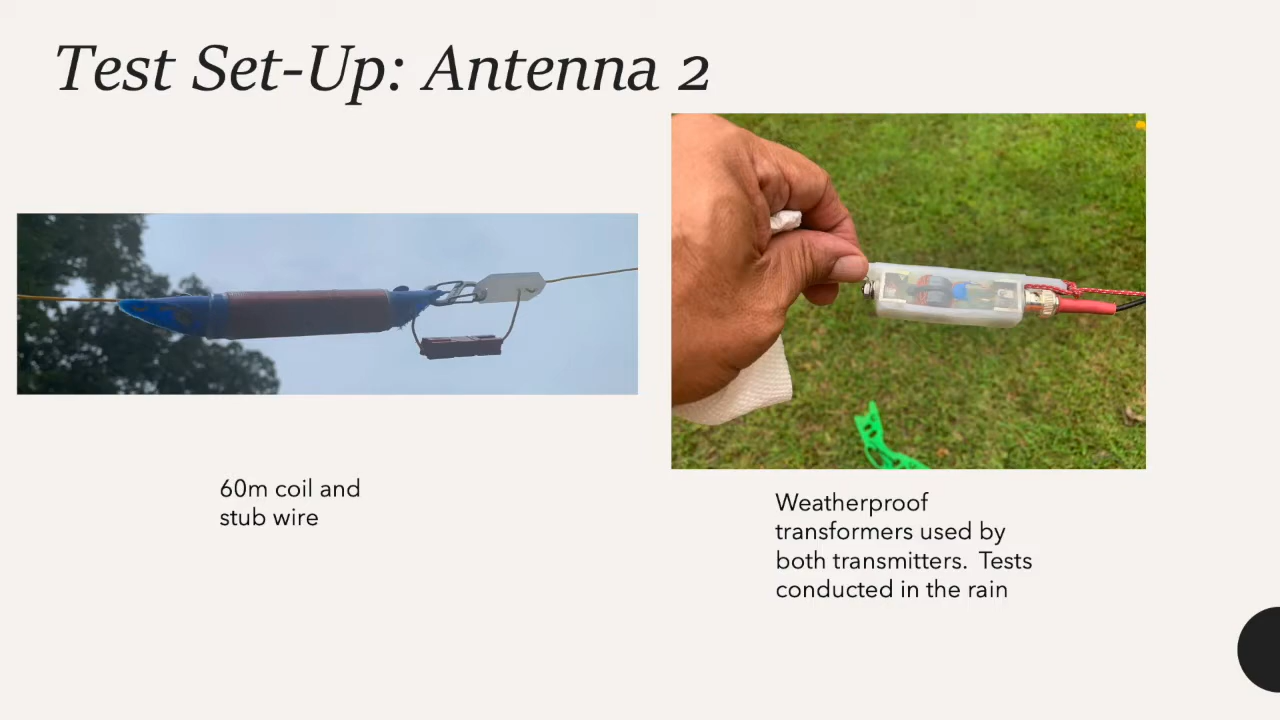 Test Set-Up: Antenna 2
60m coil and
stub wire
Weatherproof
transformers used by
both transmitters.  Tests
conducted in the rain